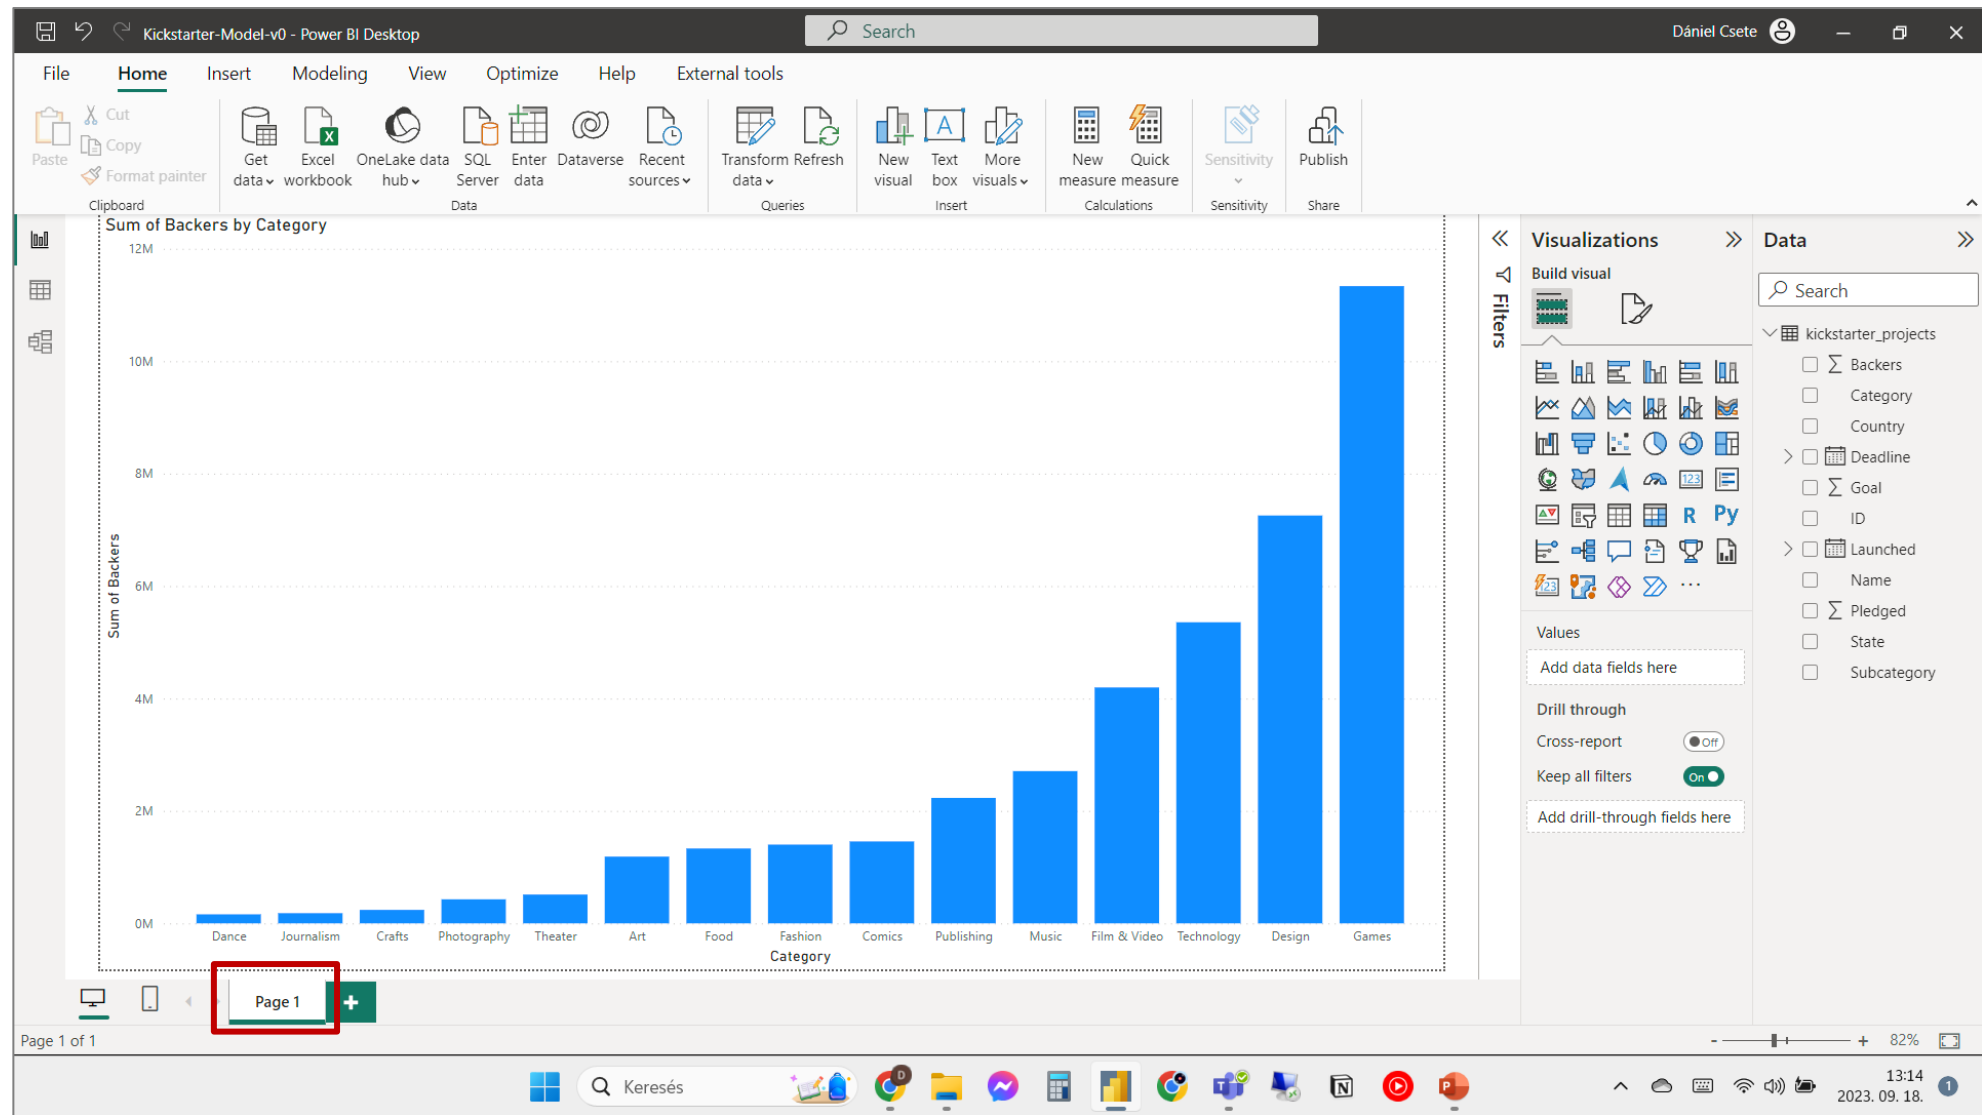 Kickstarter-Model-v0 - Power BI Desktop
Search
Dániel Csete
File Home Insert Modeling View Optimize Help External tools
Paste
Cut
Copy
Format painter
Clipboard
Get data
Excel workbook
OneLake data hub
SQL Server
Enter data
Dataverse
Recent sources
Data
Transform data
Refresh
Queries
New visual
Text box
More visuals
Insert
New measure
Quick measure
Calculations
Sensitivity
Sensitivity
Publish
Share
Sum of Backers by Category
12M
10M
8M
6M
4M
2M
0M
Sum of Backers
Dance Journalism Crafts Photography Theater Art Food Fashion Comics Publishing Music Film & Video Technology Design Games
Category
Filters
Visualizations
Build visual
123
R Py
123
Values
Add data fields here
Drill through
Cross-report
Off
Keep all filters
On
Add drill-through fields here
Data
Search
kickstarter_projects
Backers
Category
Country
Deadline
Goal
ID
Launched
Name
Pledged
State
Subcategory
Page 1
Page 1 of 1
82%
Keresés
D
13:14
2023. 09. 18.
1